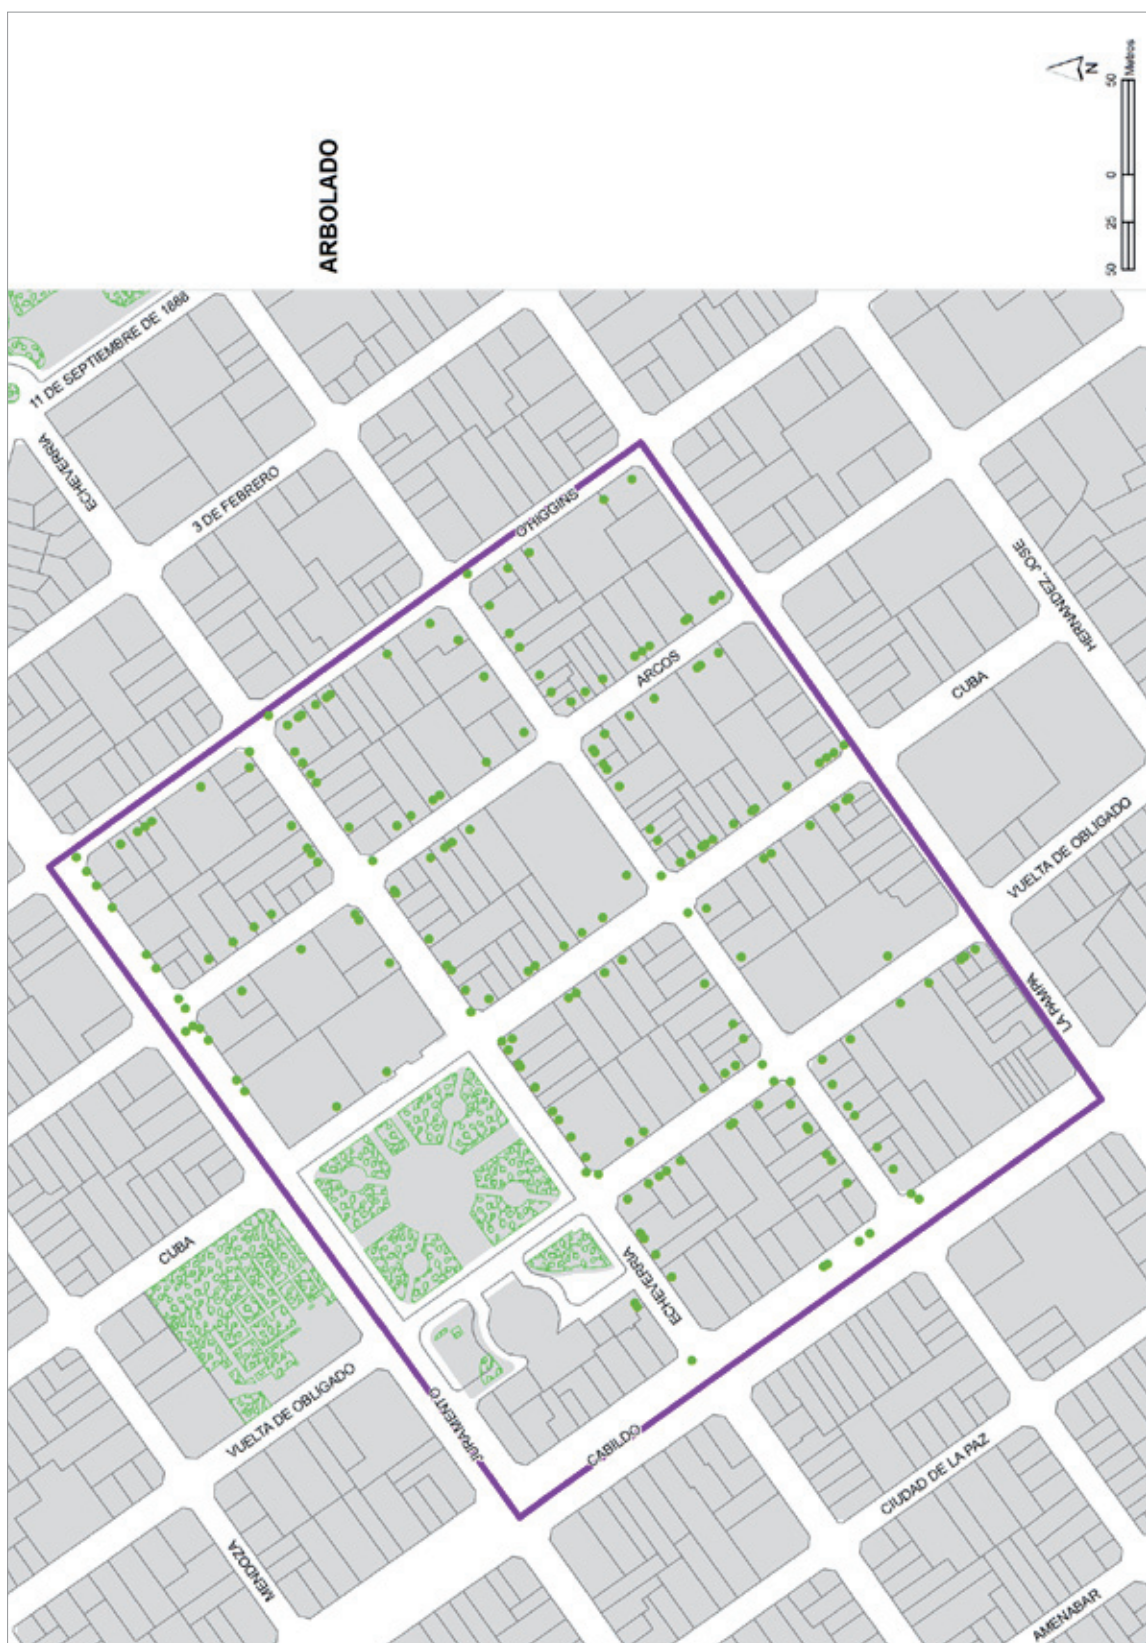 ARBOLADO
N
50
25
0
50
Metros
11 DE SEPTIEMBRE DE 1888
ECHEVERRIA
3 DE FEBRERO
O'HIGGINS
HERNANDEZ, JOSE
ARCOS
CUBA
VUELTA DE OBLIGADO
LA PAMPA
CUBA
ECHEVERRIA
VUELTA DE OBLIGADO
JURAMENTO
CABILDO
CIUDAD DE LA PAZ
MENDOZA
AMENABAR